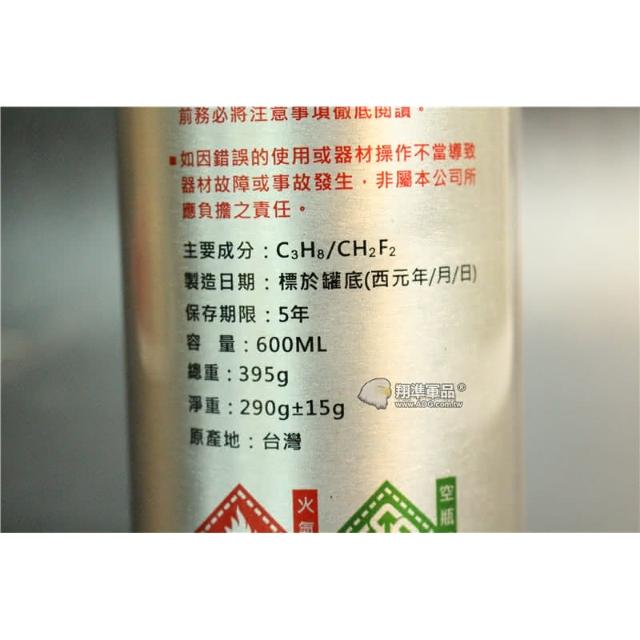 前務必將注意事項徹底閱讀。
▪如因錯誤的使用或器材操作不當導致
器材故障或事故發生，非屬本公司所
應負擔之責任。
主要成分：C₃H₈/CH₂F₂
製造日期：標於罐底(西元年/月/日)
保存期限：5年
容 量：600ML
總重：395g
淨重：290g±15g
原產地：台灣
翔準軍品®
www.AOG.com.tw
火氣
空瓶